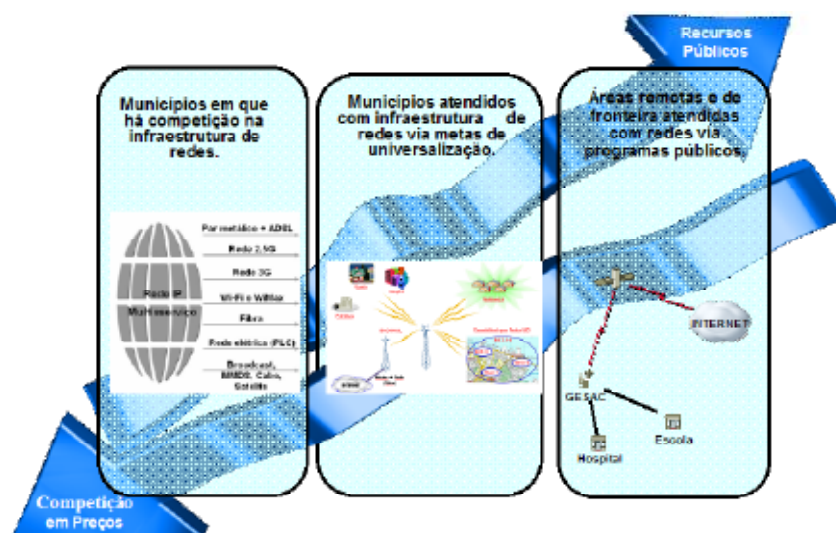 Recursos
Públicos
Municípios em que
há competição na
infraestrutura de
redes.
Municípios atendidos
com infraestrutura de
redes via metas de
universalização.
Áreas remotas e de
fronteira atendidas
com redes via
programas públicos.
Par metálico + ADSL
Rede 2,5G
Rede 3G
Rede IP
Multimerviço
Wi-Fi e WiMax
Fibra
Rede elétrica (PLC)
Broadcast,
MMDS, Cabo,
Satélite
INTERNET
GESAC
Escola
Hospital
Competição
em Preços